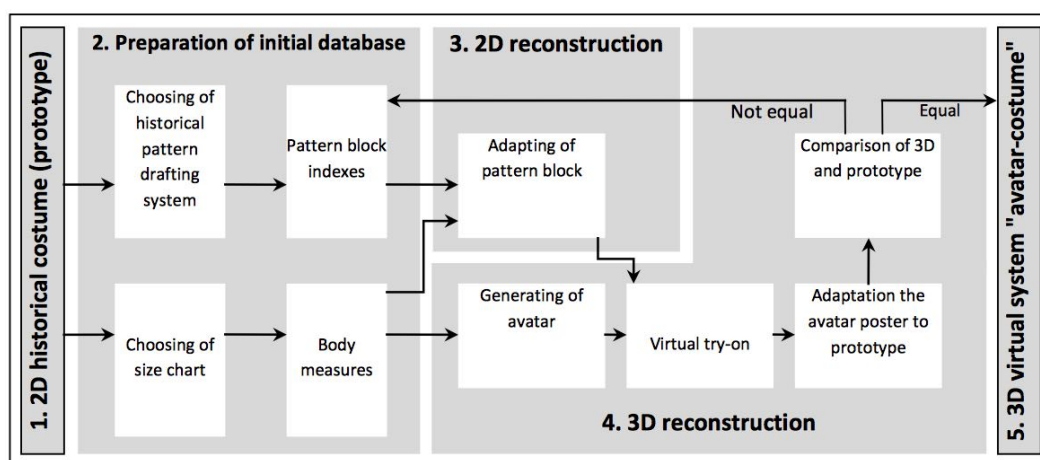 1. 2D historical costume (prototype)
2. Preparation of initial database
Choosing of
historical
pattern
drafting
system
Pattern block
indexes
Choosing of
size chart
Body
measures
3. 2D reconstruction
Adapting of
pattern block
Not equal
Equal
Comparison of 3D
and prototype
Generating of
avatar
Virtual try-on
Adaptation the
avatar poster to
prototype
4. 3D reconstruction
5. 3D virtual system "avatar-costume"